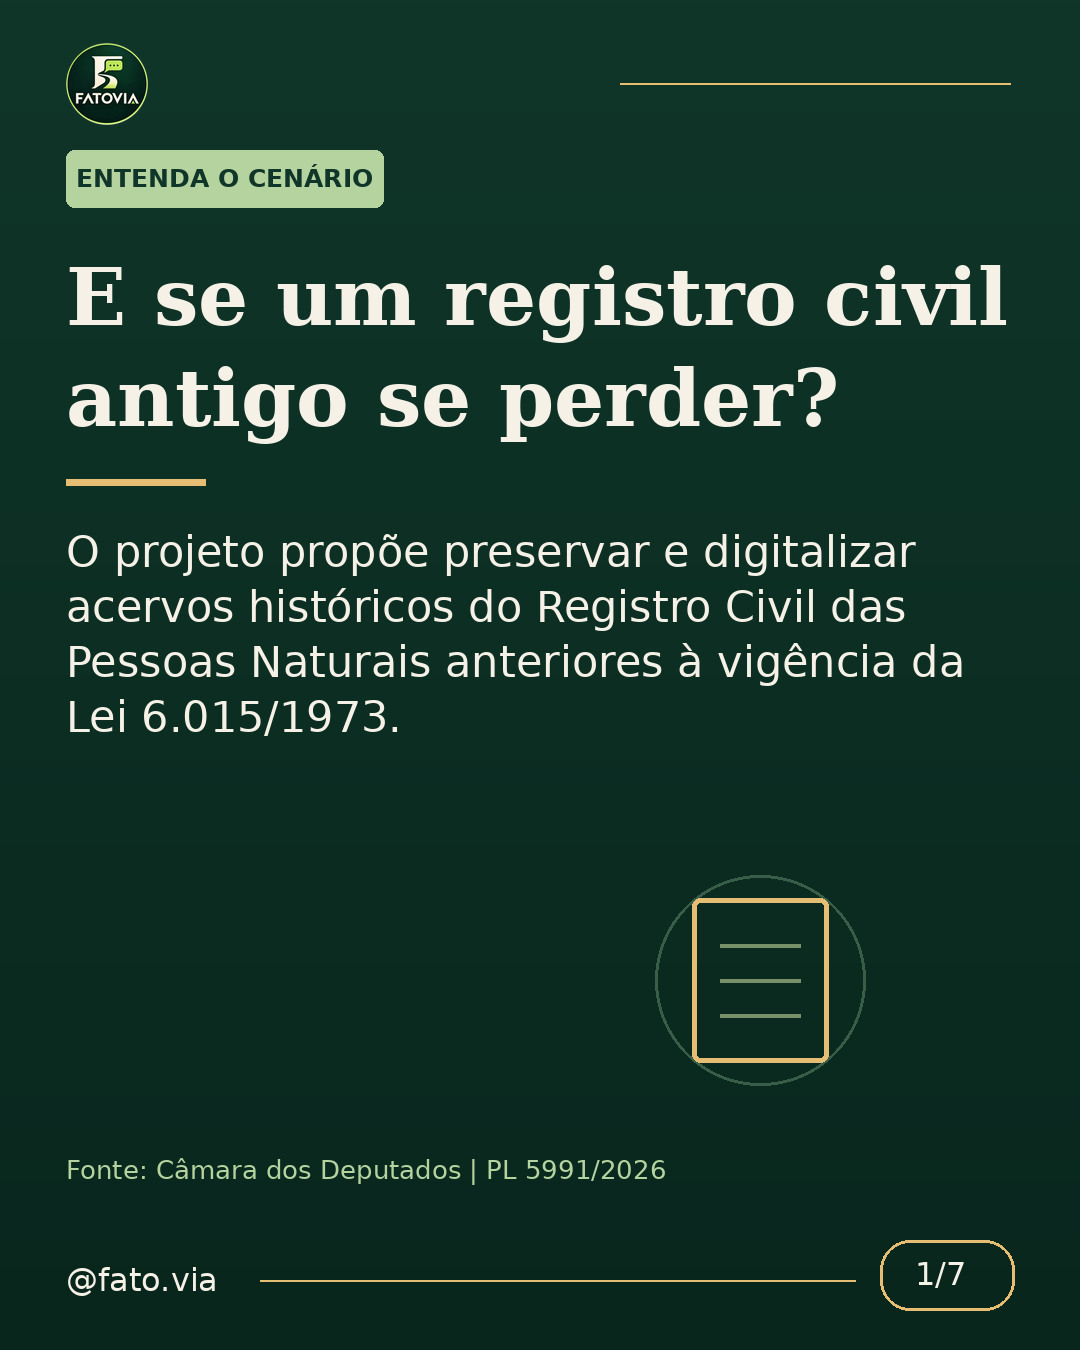 FATOVIA
ENTENDA O CENÁRIO
E se um registro civil
antigo se perder?
O projeto propõe preservar e digitalizar
acervos históricos do Registro Civil das
Pessoas Naturais anteriores à vigência da
Lei 6.015/1973.
Fonte: Câmara dos Deputados | PL 5991/2026
@fato.via
1/7